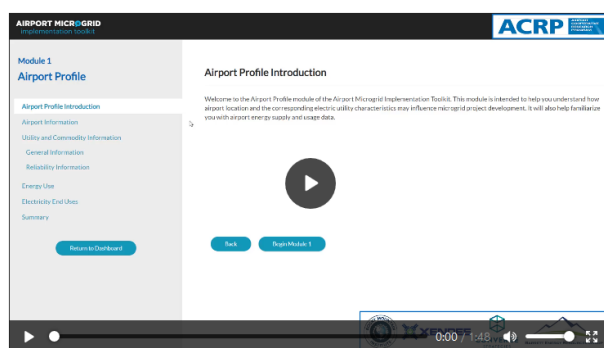 AIRPORT MICROGRID
implementation toolkit
ACRP
Module 1
Airport Profile
Airport Profile Introduction
Airport Information
Utility and Commodity Information
General Information
Reliability Information
Energy Use
Electricity End Uses
Summary
Return to Dashboard
Airport Profile Introduction
Welcome to the Airport Profile module of the Airport Microgrid Implementation Toolkit. This module is intended to help you understand how
airport location and the corresponding electric utility characteristics may influence microgrid project development. It will also help familiarize
you with airport energy supply and usage data.
Back
Begin Module 1
0:00 / 1:48